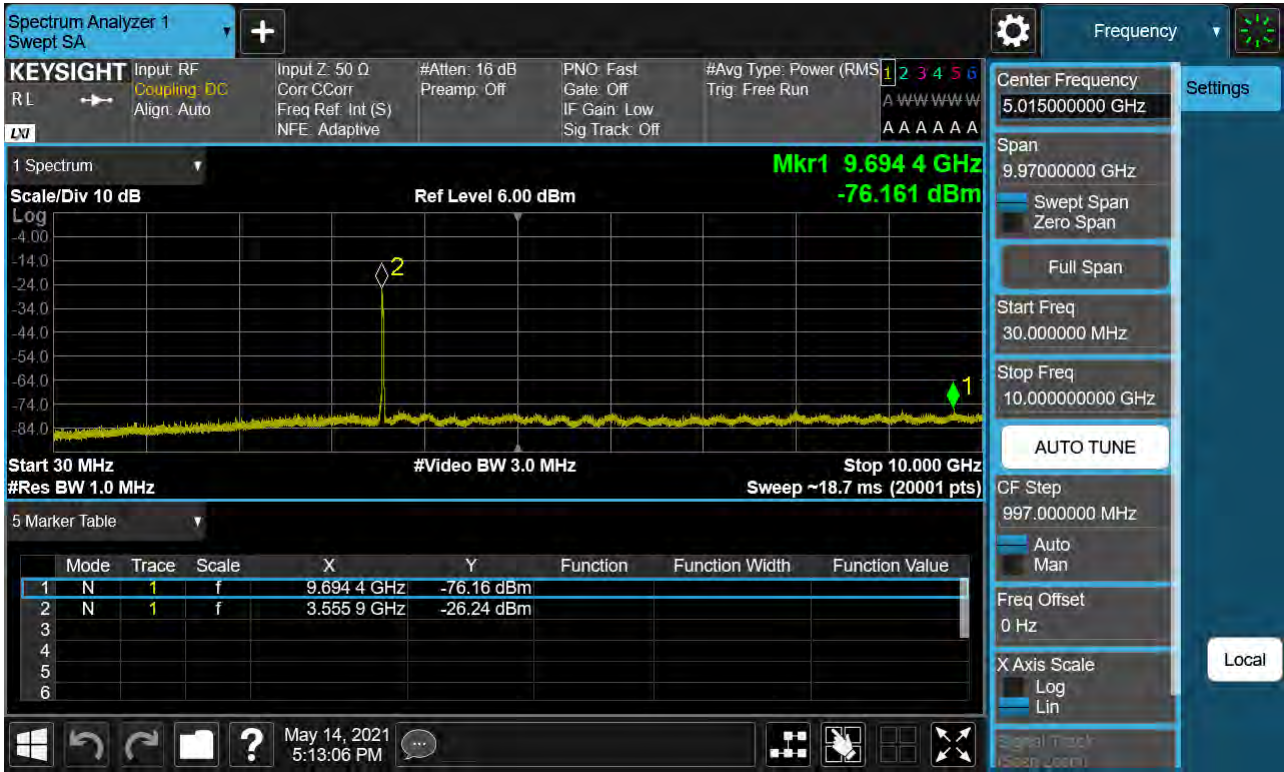 Spectrum Analyzer 1
Swept SA
+
Frequency
KEYSIGHT
RL
LXI
Input: RF
Coupling: DC
Align: Auto
Input Z: 50 Ω
Corr CCorr
Freq Ref: Int (S)
NFE: Adaptive
#Atten: 16 dB
Preamp: Off
PNO: Fast
Gate: Off
IF Gain: Low
Sig Track: Off
#Avg Type: Power (RMS
Trig: Free Run
1 2 3 4 5 6
A W W W W W
A A A A A A
1 Spectrum
Mkr1 9.694 4 GHz
Scale/Div 10 dB
Ref Level 6.00 dBm
-76.161 dBm
Log
-4.00
-14.0
-24.0
-34.0
-44.0
-54.0
-64.0
-74.0
-84.0
2
1
Start 30 MHz
#Video BW 3.0 MHz
Stop 10.000 GHz
#Res BW 1.0 MHz
Sweep ~18.7 ms (20001 pts)
5 Marker Table
Mode Trace Scale X Y Function Function Width Function Value
1 N 1 f 9.694 4 GHz -76.16 dBm
2 N 1 f 3.555 9 GHz -26.24 dBm
3
4
5
6
Center Frequency
5.015000000 GHz
Settings
Span
9.97000000 GHz
Swept Span
Zero Span
Full Span
Start Freq
30.000000 MHz
Stop Freq
10.000000000 GHz
AUTO TUNE
CF Step
997.000000 MHz
Auto
Man
Freq Offset
0 Hz
X Axis Scale
Log
Lin
Signal Track
(Span Zoom)
Local
?
May 14, 2021
5:13:06 PM